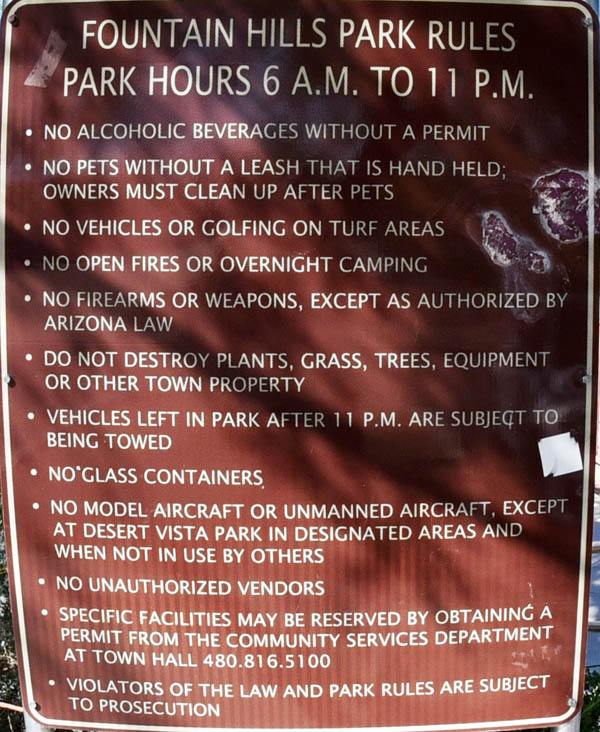 FOUNTAIN HILLS PARK RULES
PARK HOURS 6 A.M. TO 11 P.M.
• NO ALCOHOLIC BEVERAGES WITHOUT A PERMIT
• NO PETS WITHOUT A LEASH THAT IS HAND HELD;
OWNERS MUST CLEAN UP AFTER PETS
• NO VEHICLES OR GOLFING ON TURF AREAS
• NO OPEN FIRES OR OVERNIGHT CAMPING
• NO FIREARMS OR WEAPONS, EXCEPT AS AUTHORIZED BY
ARIZONA LAW
• DO NOT DESTROY PLANTS, GRASS, TREES, EQUIPMENT
OR OTHER TOWN PROPERTY
• VEHICLES LEFT IN PARK AFTER 11 P.M. ARE SUBJECT TO
BEING TOWED
• NO GLASS CONTAINERS
• NO MODEL AIRCRAFT OR UNMANNED AIRCRAFT, EXCEPT
AT DESERT VISTA PARK IN DESIGNATED AREAS AND
WHEN NOT IN USE BY OTHERS
• NO UNAUTHORIZED VENDORS
• SPECIFIC FACILITIES MAY BE RESERVED BY OBTAINING A
PERMIT FROM THE COMMUNITY SERVICES DEPARTMENT
AT TOWN HALL 480.816.5100
• VIOLATORS OF THE LAW AND PARK RULES ARE SUBJECT
TO PROSECUTION